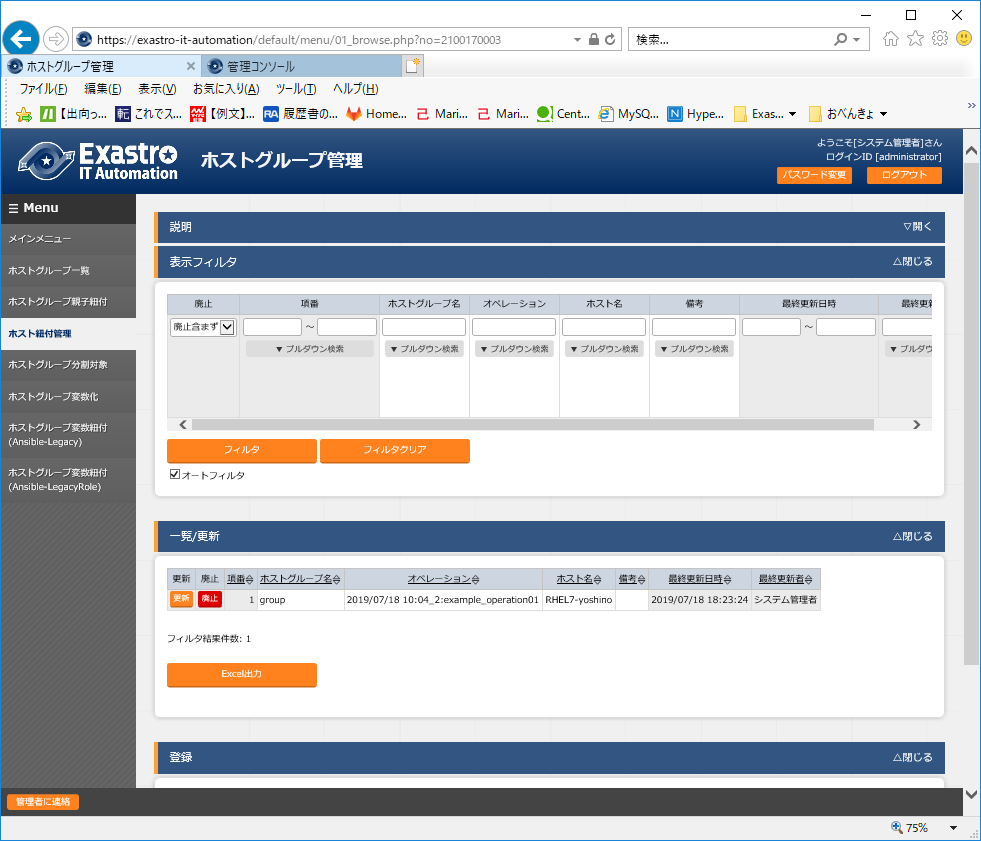 https://exastro-it-automation/default/menu/01_browse.php?no=2100170003
検索...
ホストグループ管理
管理コンソール
ファイル(F) 編集(E) 表示(V) お気に入り(A) ツール(T) ヘルプ(H)
【出向っ... これでス... 【例文】... 履歴書の... Home... Mari... Mari... Cent... MySQ... Hype... Exas... おべんきょ
Exastro
IT Automation
ホストグループ管理
ようこそ[システム管理者]さん
ログインID [administrator]
パスワード変更 ログアウト
☰ Menu
メインメニュー
ホストグループ一覧
ホストグループ親子紐付
ホスト紐付管理
ホストグループ分割対象
ホストグループ変数化
ホストグループ変数紐付
(Ansible-Legacy)
ホストグループ変数紐付
(Ansible-LegacyRole)
説明 ▽開く
表示フィルタ △閉じる
廃止 項番 ホストグループ名 オペレーション ホスト名 備考 最終更新日時 最終更新
廃止含まず ～ ～
▼プルダウン検索 ▼プルダウン検索 ▼プルダウン検索 ▼プルダウン検索 ▼プルダウン検索 ▼プルダウ
フィルタ フィルタクリア
オートフィルタ
一覧/更新 △閉じる
更新 廃止 項番 ホストグループ名 オペレーション ホスト名 備考 最終更新日時 最終更新者
更新 廃止 1 group 2019/07/18 10:04_2:example_operation01 RHEL7-yoshino 2019/07/18 18:23:24 システム管理者
フィルタ結果件数: 1
Excel出力
登録 △閉じる
管理者に連絡
75%